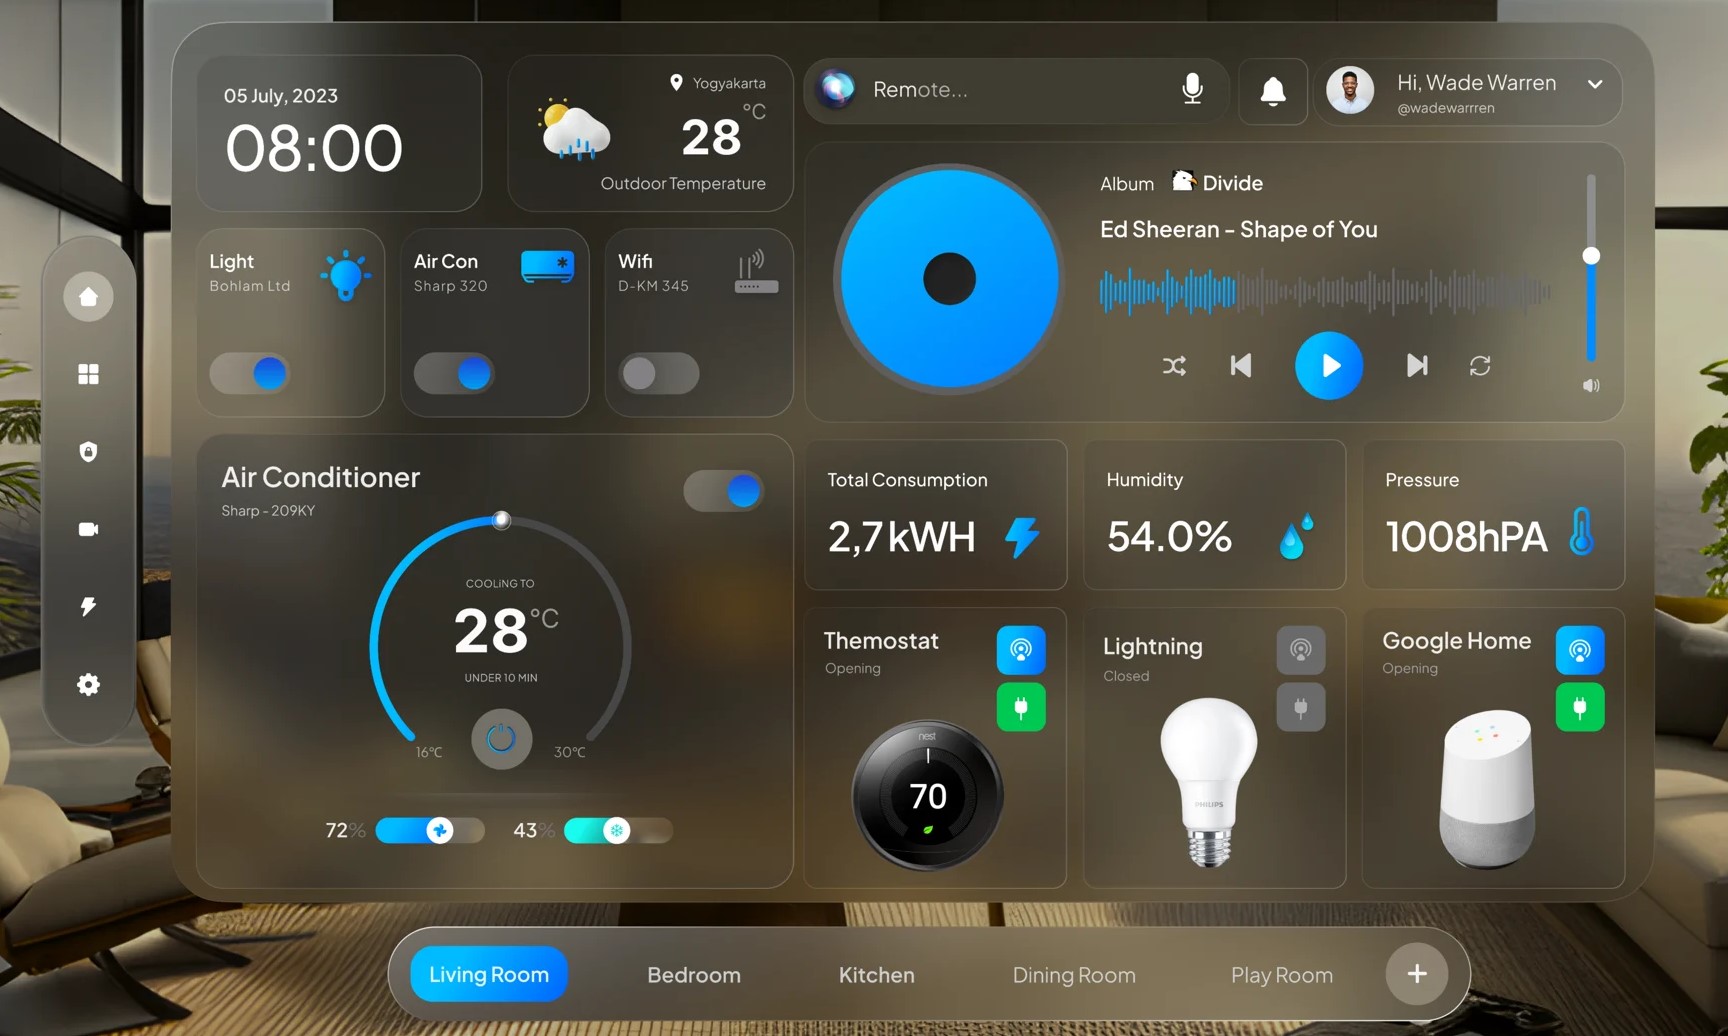 05 July, 2023
08:00
Yogyakarta
28 °C
Outdoor Temperature
Remote...
Hi, Wade Warren
@wadewarrren
Light
Bohlam Ltd
Air Con
Sharp 320
Wifi
D-KM 345
Album Divide
Ed Sheeran - Shape of You
Air Conditioner
Sharp - 209KY
COOLING TO
28 °C
UNDER 10 MIN
16°C
30°C
72%
43%
Total Consumption
2,7 kWH
Humidity
54.0%
Pressure
1008hPA
Themostat
Opening
nest
70
Lightning
Closed
PHILIPS
Google Home
Opening
Living Room
Bedroom
Kitchen
Dining Room
Play Room
+